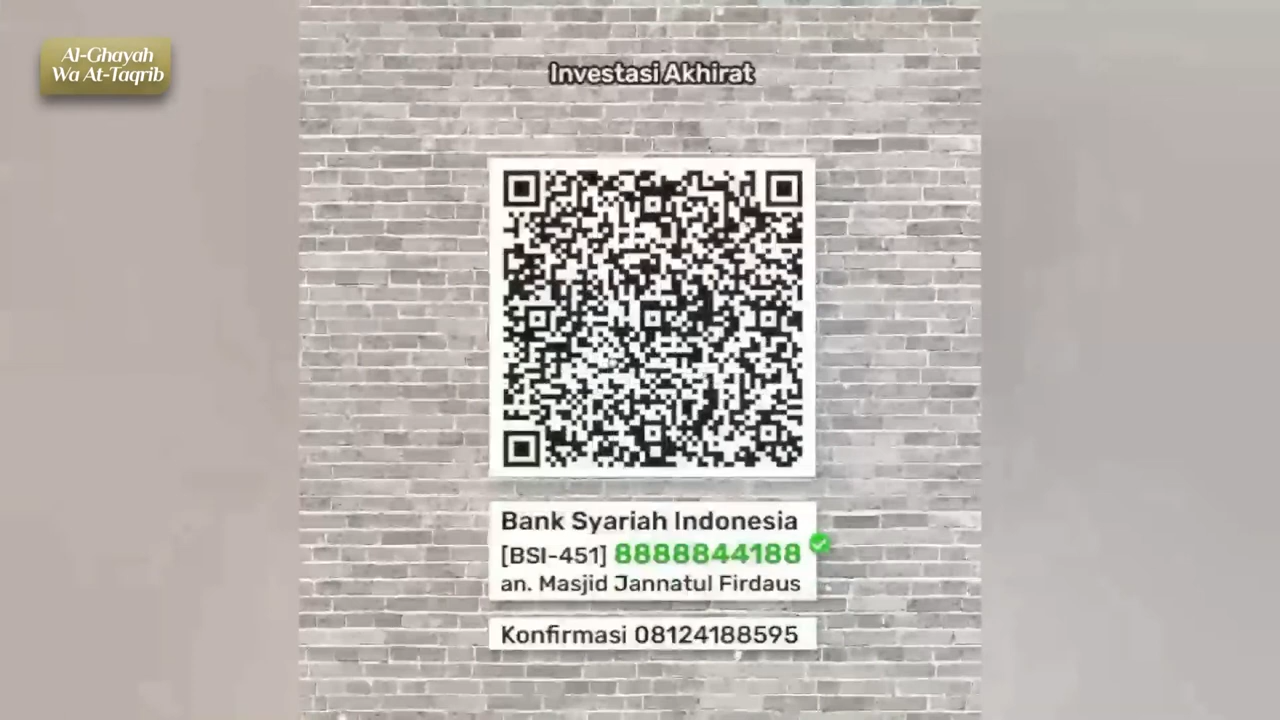 Al-Ghayah
Wa At-Taqrib
Investasi Akhirat
Bank Syariah Indonesia
[BSI-451] 8888844188
an. Masjid Jannatul Firdaus
Konfirmasi 08124188595